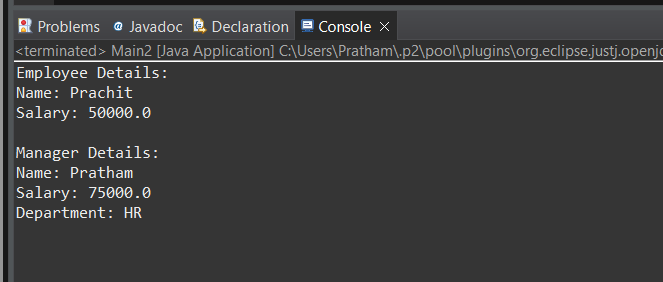 Problems @ Javadoc Declaration Console
<terminated> Main2 [Java Application] C:\Users\Pratham\.p2\pool\plugins\org.eclipse.justj.openjd
Employee Details:
Name: Prachit
Salary: 50000.0
Manager Details:
Name: Pratham
Salary: 75000.0
Department: HR